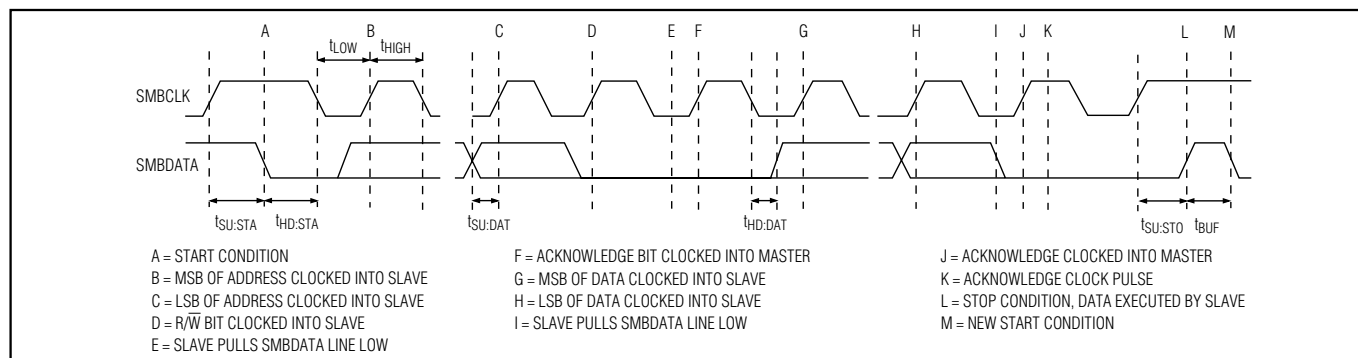 A B C D E F G H I J K L M
tLOW tHIGH
SMBCLK
SMBDATA
tSU:STA tHD:STA tSU:DAT tHD:DAT tSU:STO tBUF
A = START CONDITION
B = MSB OF ADDRESS CLOCKED INTO SLAVE
C = LSB OF ADDRESS CLOCKED INTO SLAVE
D = R/W̅ BIT CLOCKED INTO SLAVE
E = SLAVE PULLS SMBDATA LINE LOW
F = ACKNOWLEDGE BIT CLOCKED INTO MASTER
G = MSB OF DATA CLOCKED INTO SLAVE
H = LSB OF DATA CLOCKED INTO SLAVE
I = SLAVE PULLS SMBDATA LINE LOW
J = ACKNOWLEDGE CLOCKED INTO MASTER
K = ACKNOWLEDGE CLOCK PULSE
L = STOP CONDITION, DATA EXECUTED BY SLAVE
M = NEW START CONDITION